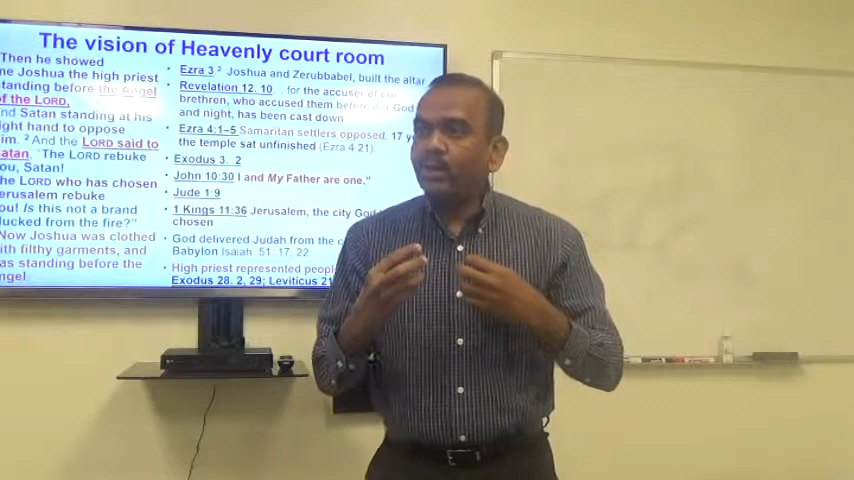 The vision of Heavenly court room
Then he showed
me Joshua the high priest
standing before the Angel
of the LORD,
and Satan standing at his
right hand to oppose
him. ² And the LORD said to
Satan, "The LORD rebuke
you, Satan!
The LORD who has chosen
Jerusalem rebuke
you! Is this not a brand
plucked from the fire?"
Now Joshua was clothed
with filthy garments, and
was standing before the
Angel
• Ezra 3 ² Joshua and Zerubbabel, built the altar
• Revelation 12. 10 . for the accuser of our
brethren, who accused them before our God
and night, has been cast down
• Ezra 4:1–5 Samaritan settlers opposed. 17
the temple sat unfinished (Ezra 4 21).
• Exodus 3. 2
• John 10:30 I and My Father are one."
• Jude 1:9
• 1 Kings 11:36 Jerusalem, the city
chosen
• God delivered Judah from the
Babylon Isaiah 51. 17, 22
• High priest represented people
Exodus 28. 2, 29; Leviticus 21